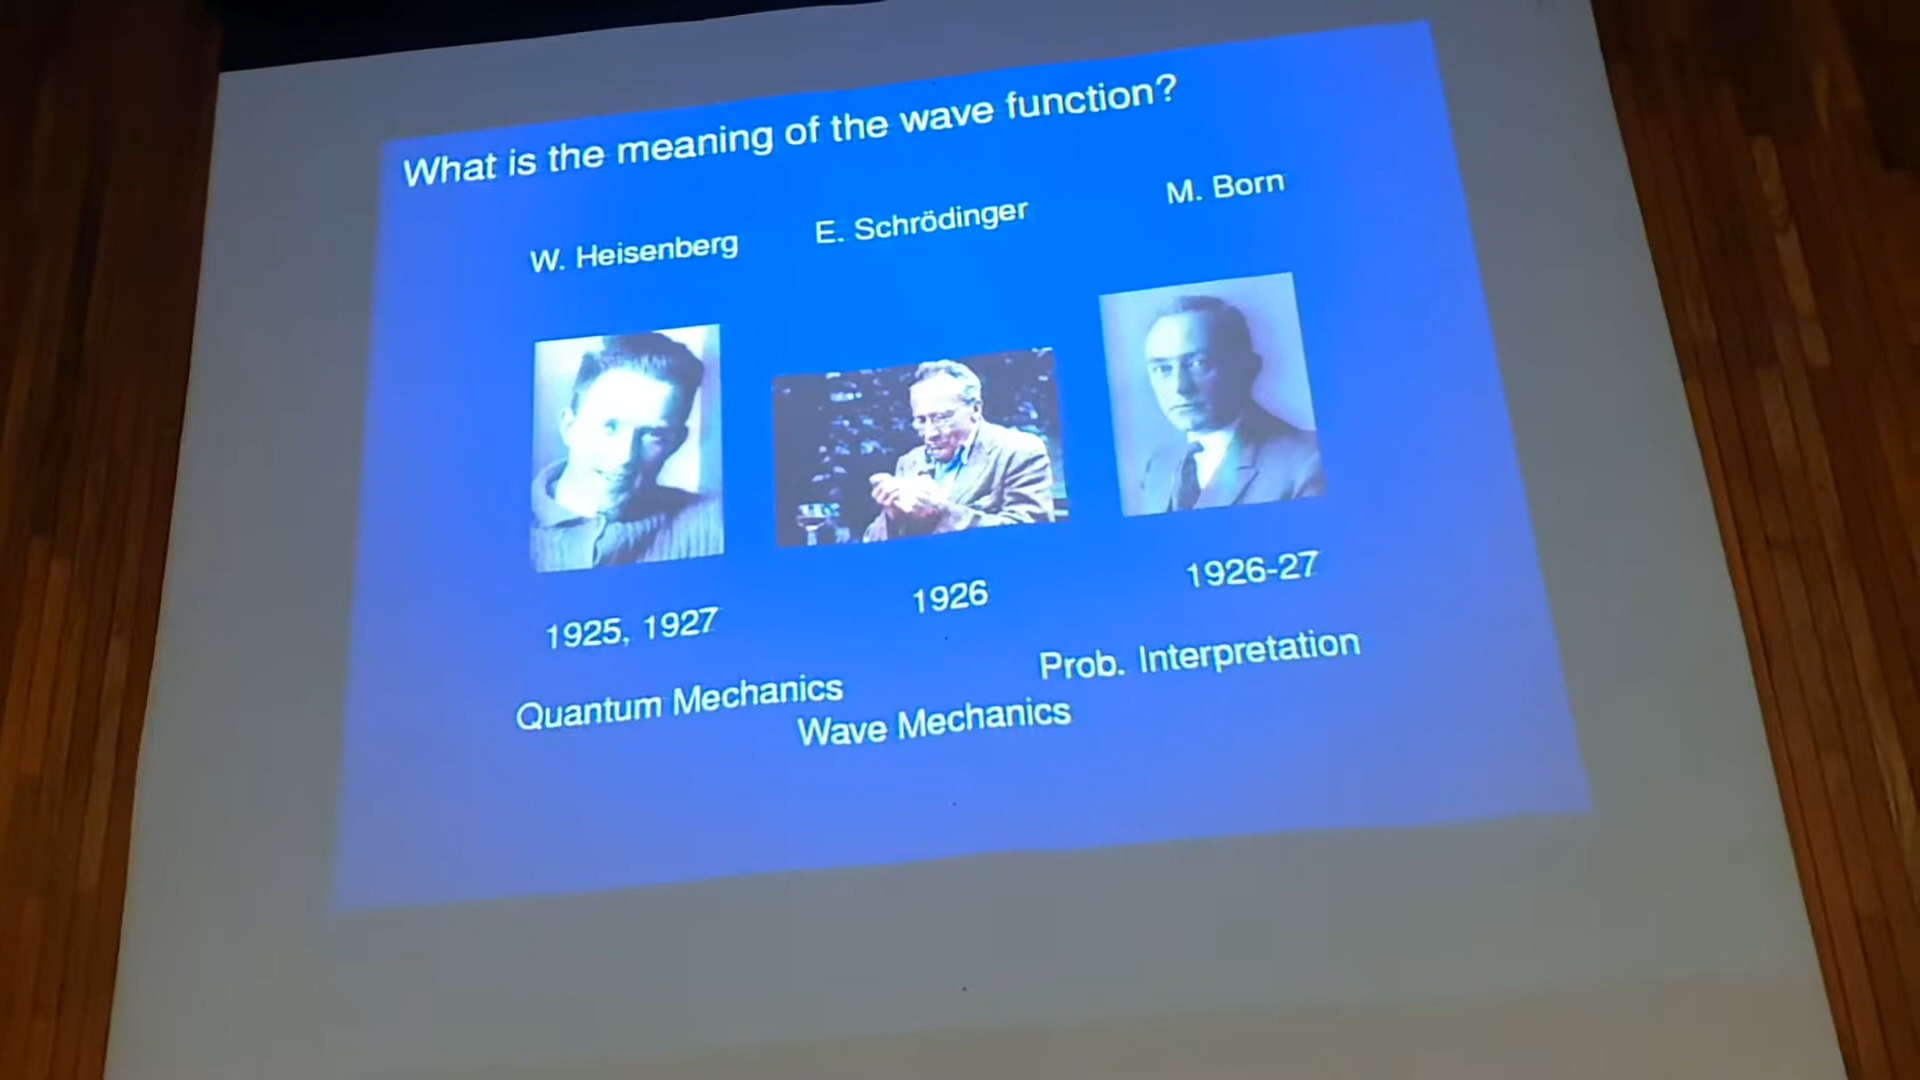 What is the meaning of the wave function?
W. Heisenberg
E. Schrödinger
M. Born
1925, 1927
1926
1926-27
Quantum Mechanics
Wave Mechanics
Prob. Interpretation